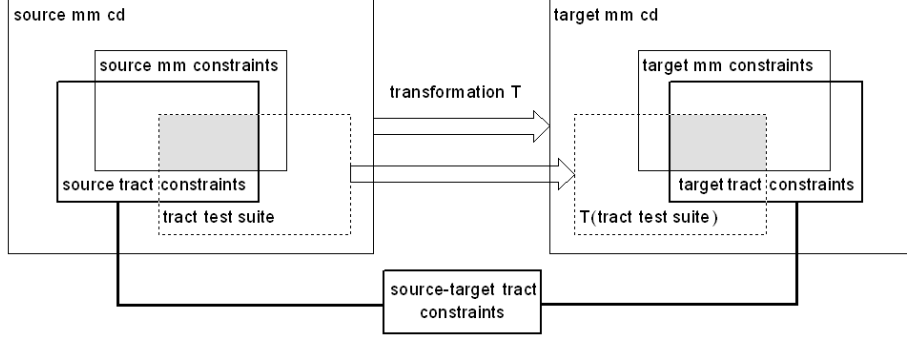 source mm cd
target mm cd
source mm constraints
target mm constraints
transformation T
source tract constraints
target tract constraints
tract test suite
T(tract test suite)
source-target tract
constraints